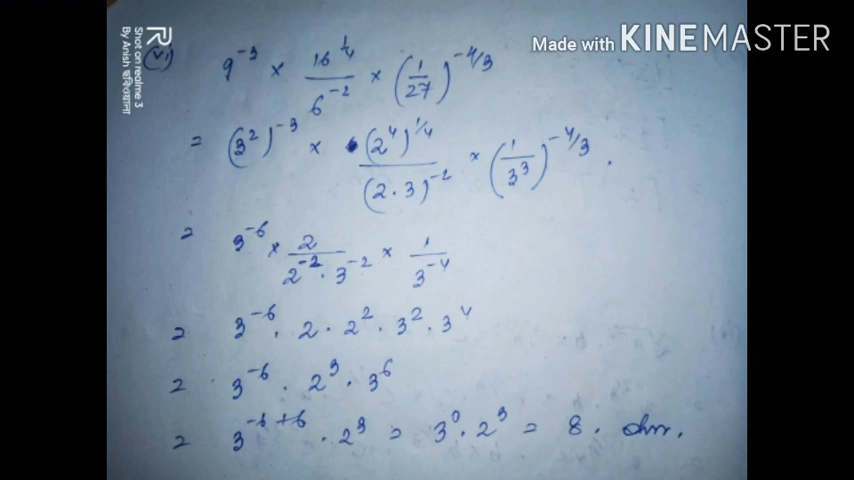 Made with KINEMASTER
R
Shot on realme 3
By Anish
(vi) 9^-3 × 16^1/4 / 6^-2 × (1/27)^-4/3
= (3^2)^-3 × (2^4)^1/4 / (2·3)^-2 × (1/3^3)^-4/3.
= 3^-6 × 2 / 2^-2·3^-2 × 1/3^-4
= 3^-6 · 2 · 2^2 · 3^2 · 3^4
= 3^-6 · 2^3 · 3^6
= 3^-6+6 · 2^3 = 3^0 · 2^3 = 8. Ans.